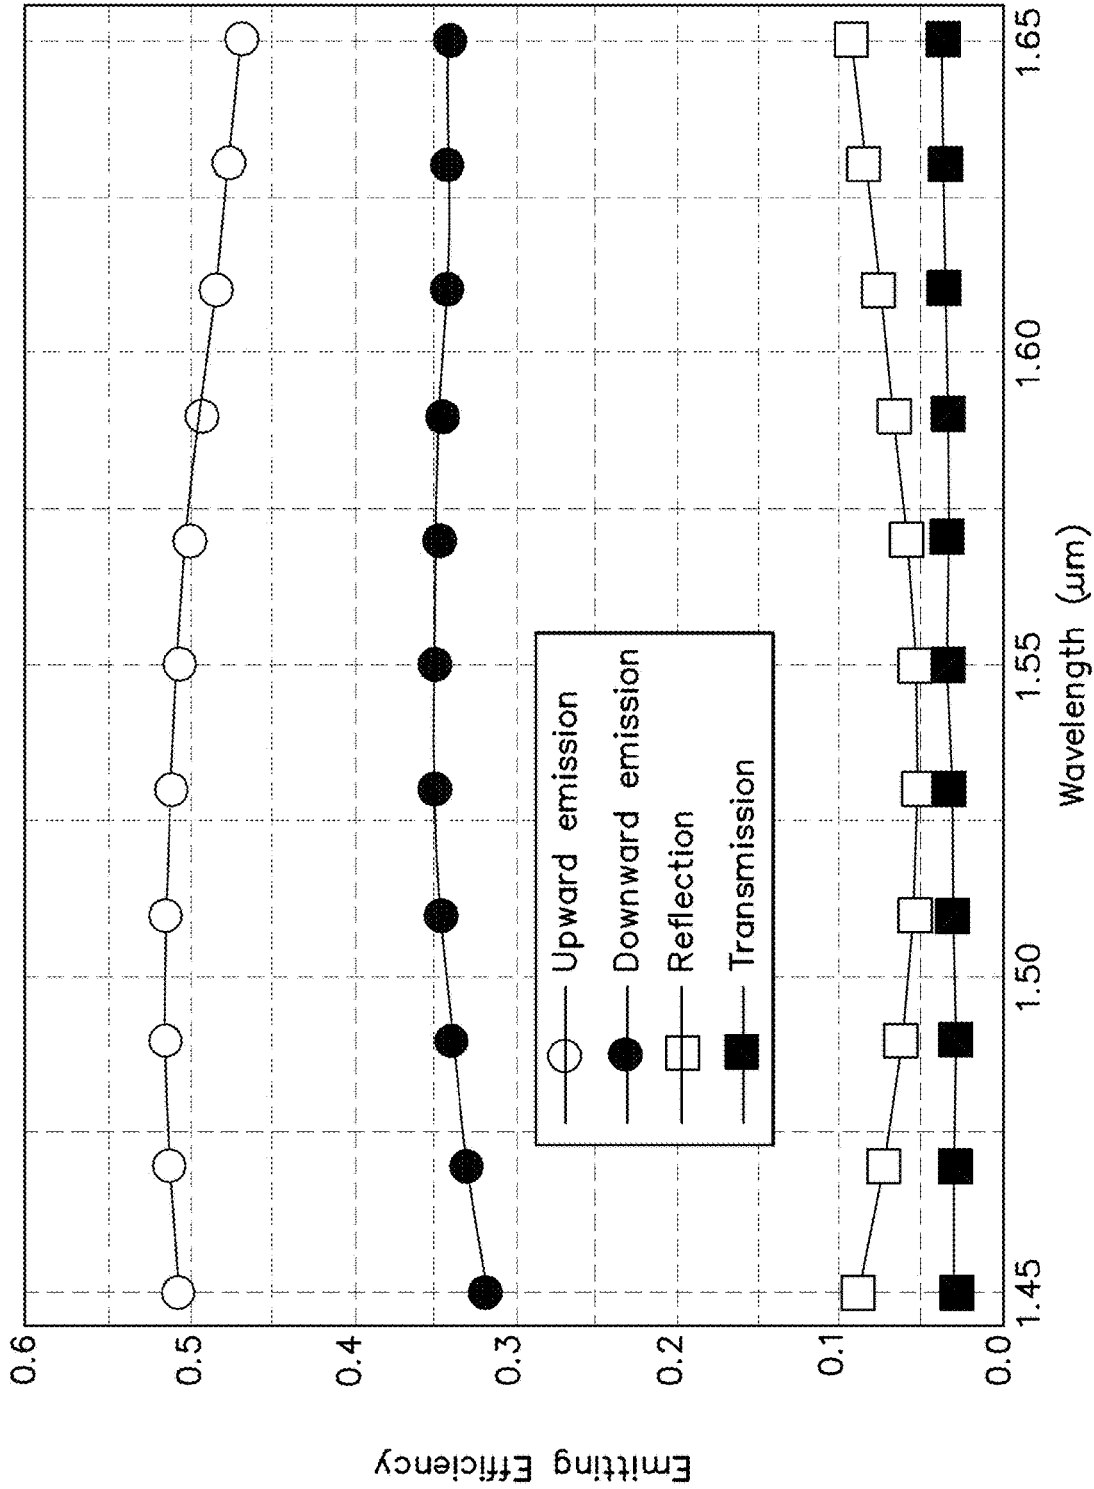 Emitting Efficiency
0.6
0.5
0.4
0.3
0.2
0.1
0.0
Upward emission
Downward emission
Reflection
Transmission
1.45
1.50
1.55
1.60
1.65
Wavelength (μm)